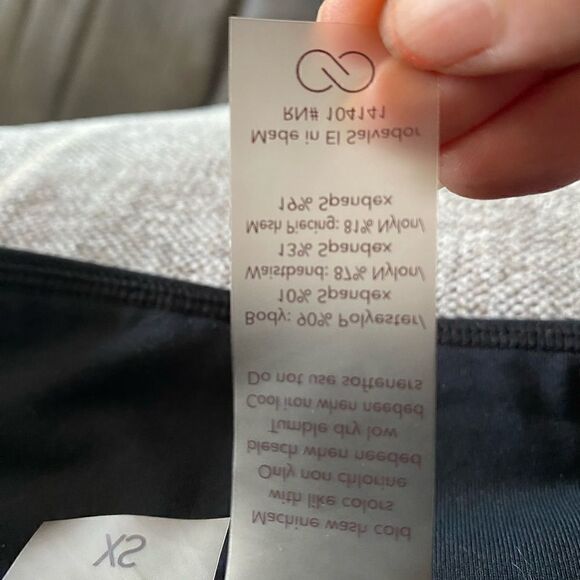 Machine wash cold
with like colors
Only non chlorine
bleach when needed
Tumble dry low
Cool iron when needed
Do not use softeners
Body: 90% Polyester/
10% Spandex
Waistband: 87% Nylon/
13% Spandex
Mesh Piecing: 81% Nylon/
19% Spandex
Made in El Salvador
RN# 104141
XS